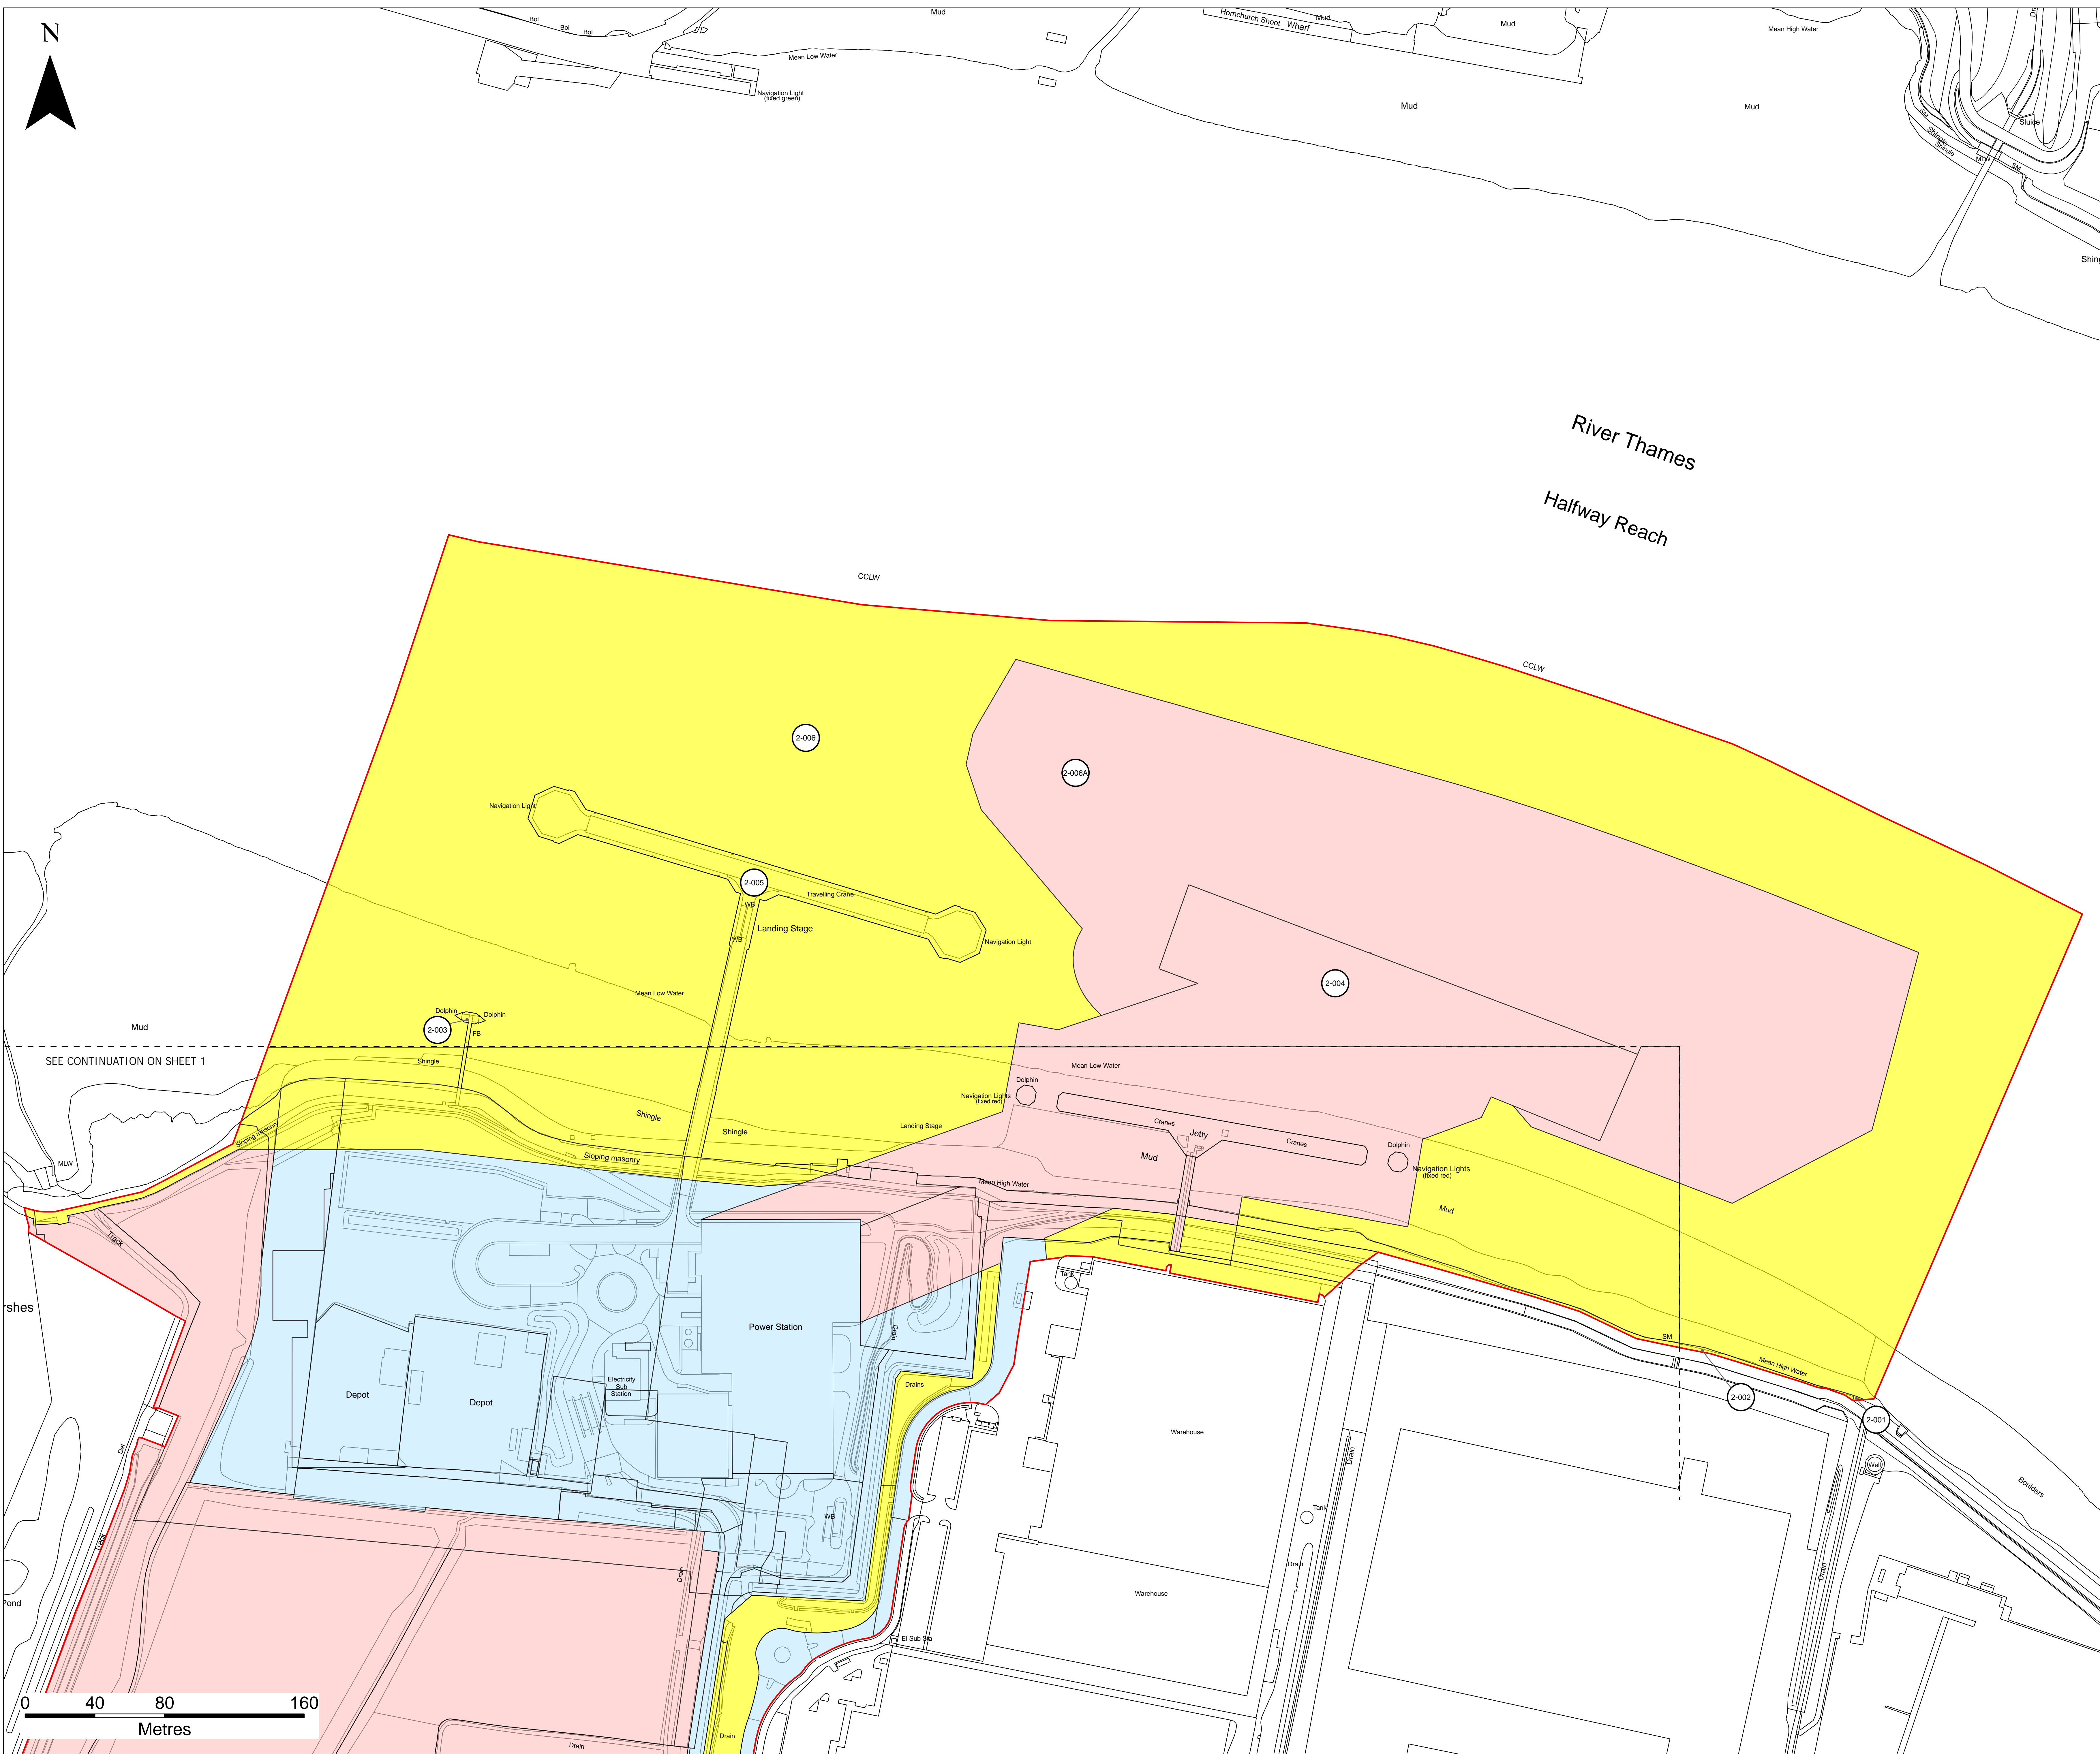 N
Bol
Bol
Bol
Mud
Mean Low Water
Navigation Light
(fixed green)
Hornchurch Shoot Wharf
Mud
Mud
Mean High Water
Mud
Mud
SM
Shingle
Shingle
MLW
SM
Sluice
River Thames
Halfway Reach
CCLW
CCLW
2-006
2-006A
Navigation Light
2-005
Travelling Crane
WB
WB
Landing Stage
Navigation Light
2-004
Mean Low Water
Dolphin
Dolphin
2-003
FB
Mud
SEE CONTINUATION ON SHEET 1
Shingle
Mean Low Water
Dolphin
Navigation Lights
(fixed red)
Shingle
Shingle
Landing Stage
Cranes
Jetty
Cranes
Dolphin
Navigation Lights
(fixed red)
Mud
Sloping masonry
Sloping masonry
MLW
Mean High Water
Mud
Track
Tank
rshes
Power Station
Drain
SM
Mean High Water
2-002
2-001
Depot
Depot
Electricity
Sub
Station
Drains
Warehouse
Def
Drain
Well
Boulders
Track
WB
Tank
Drain
Drain
Drain
Pond
Warehouse
El Sub Sta
0 40 80 160
Metres
Drain
Drain